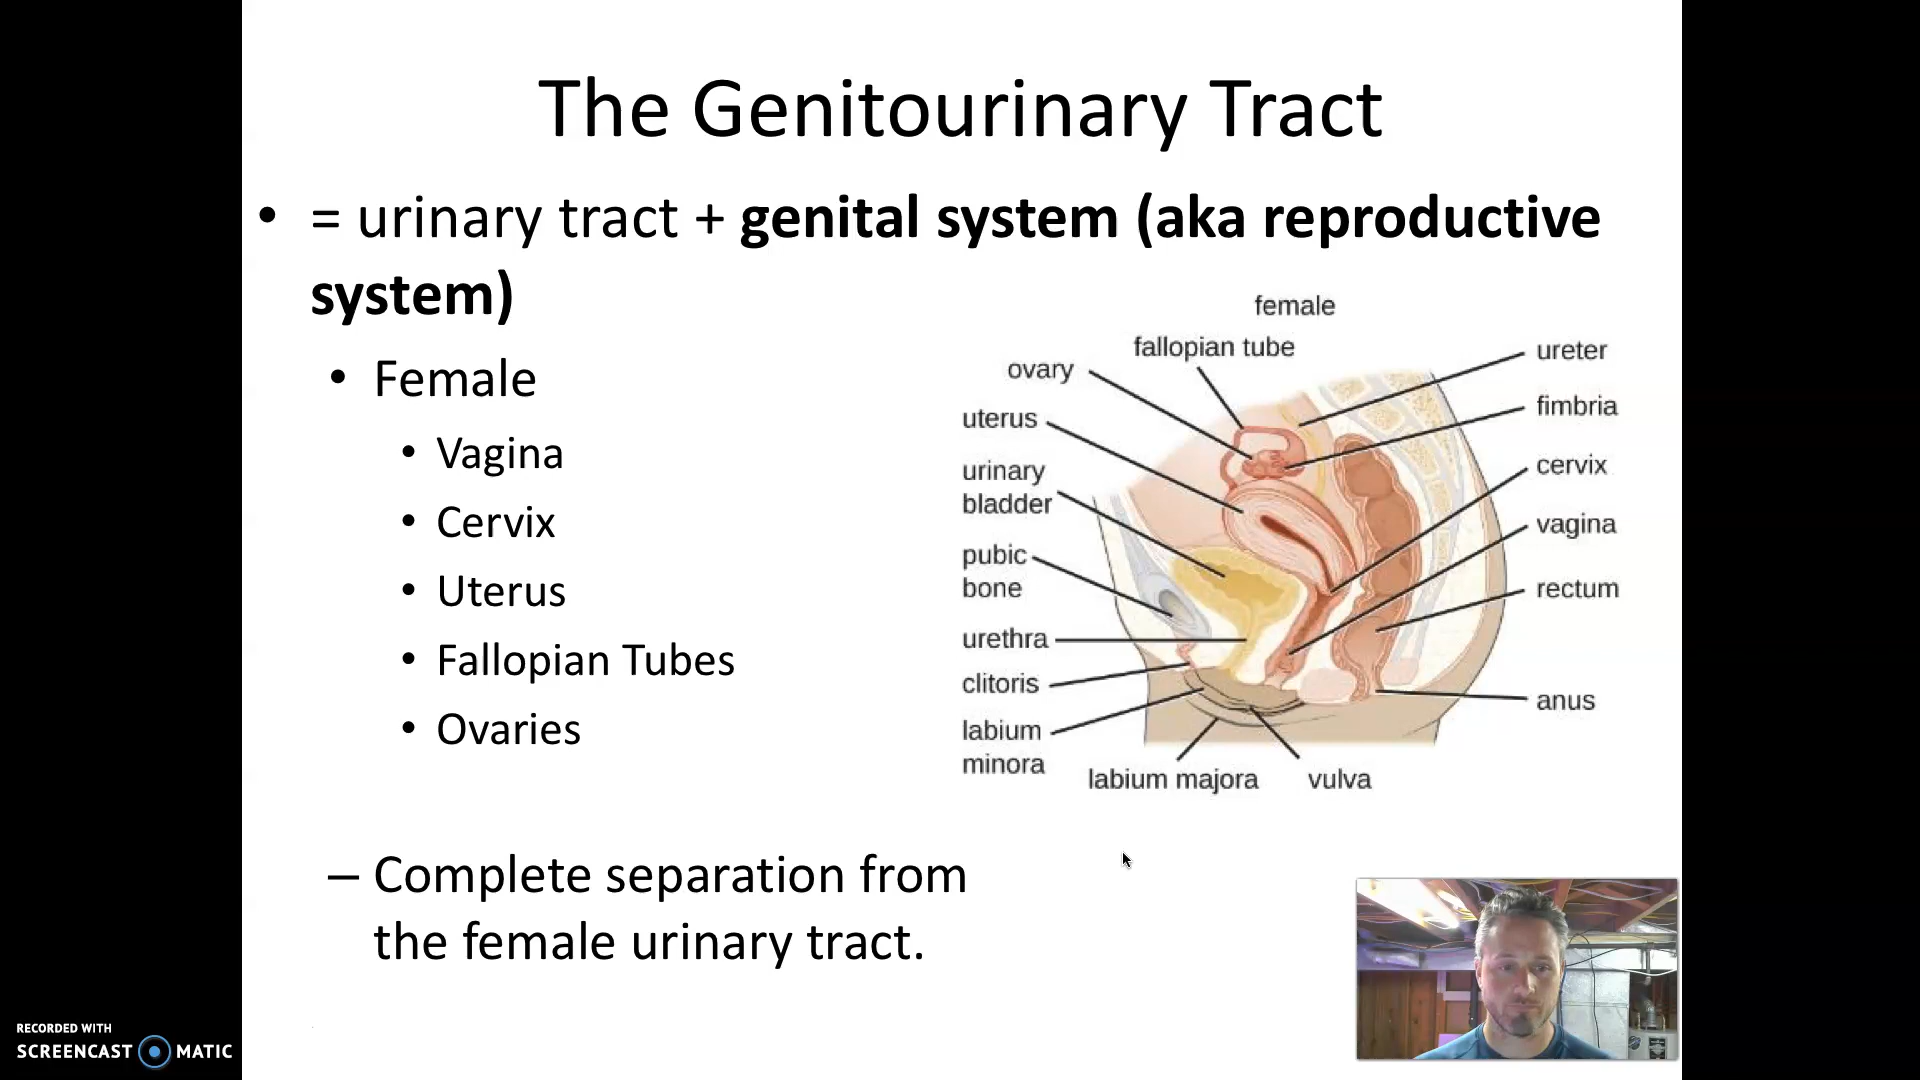 The Genitourinary Tract
• = urinary tract + genital system (aka reproductive
system)
• Female
• Vagina
• Cervix
• Uterus
• Fallopian Tubes
• Ovaries
– Complete separation from
the female urinary tract.
female
fallopian tube
ovary
uterus
urinary
bladder
pubic
bone
urethra
clitoris
labium
minora
labium majora
vulva
ureter
fimbria
cervix
vagina
rectum
anus
RECORDED WITH
SCREENCAST MATIC